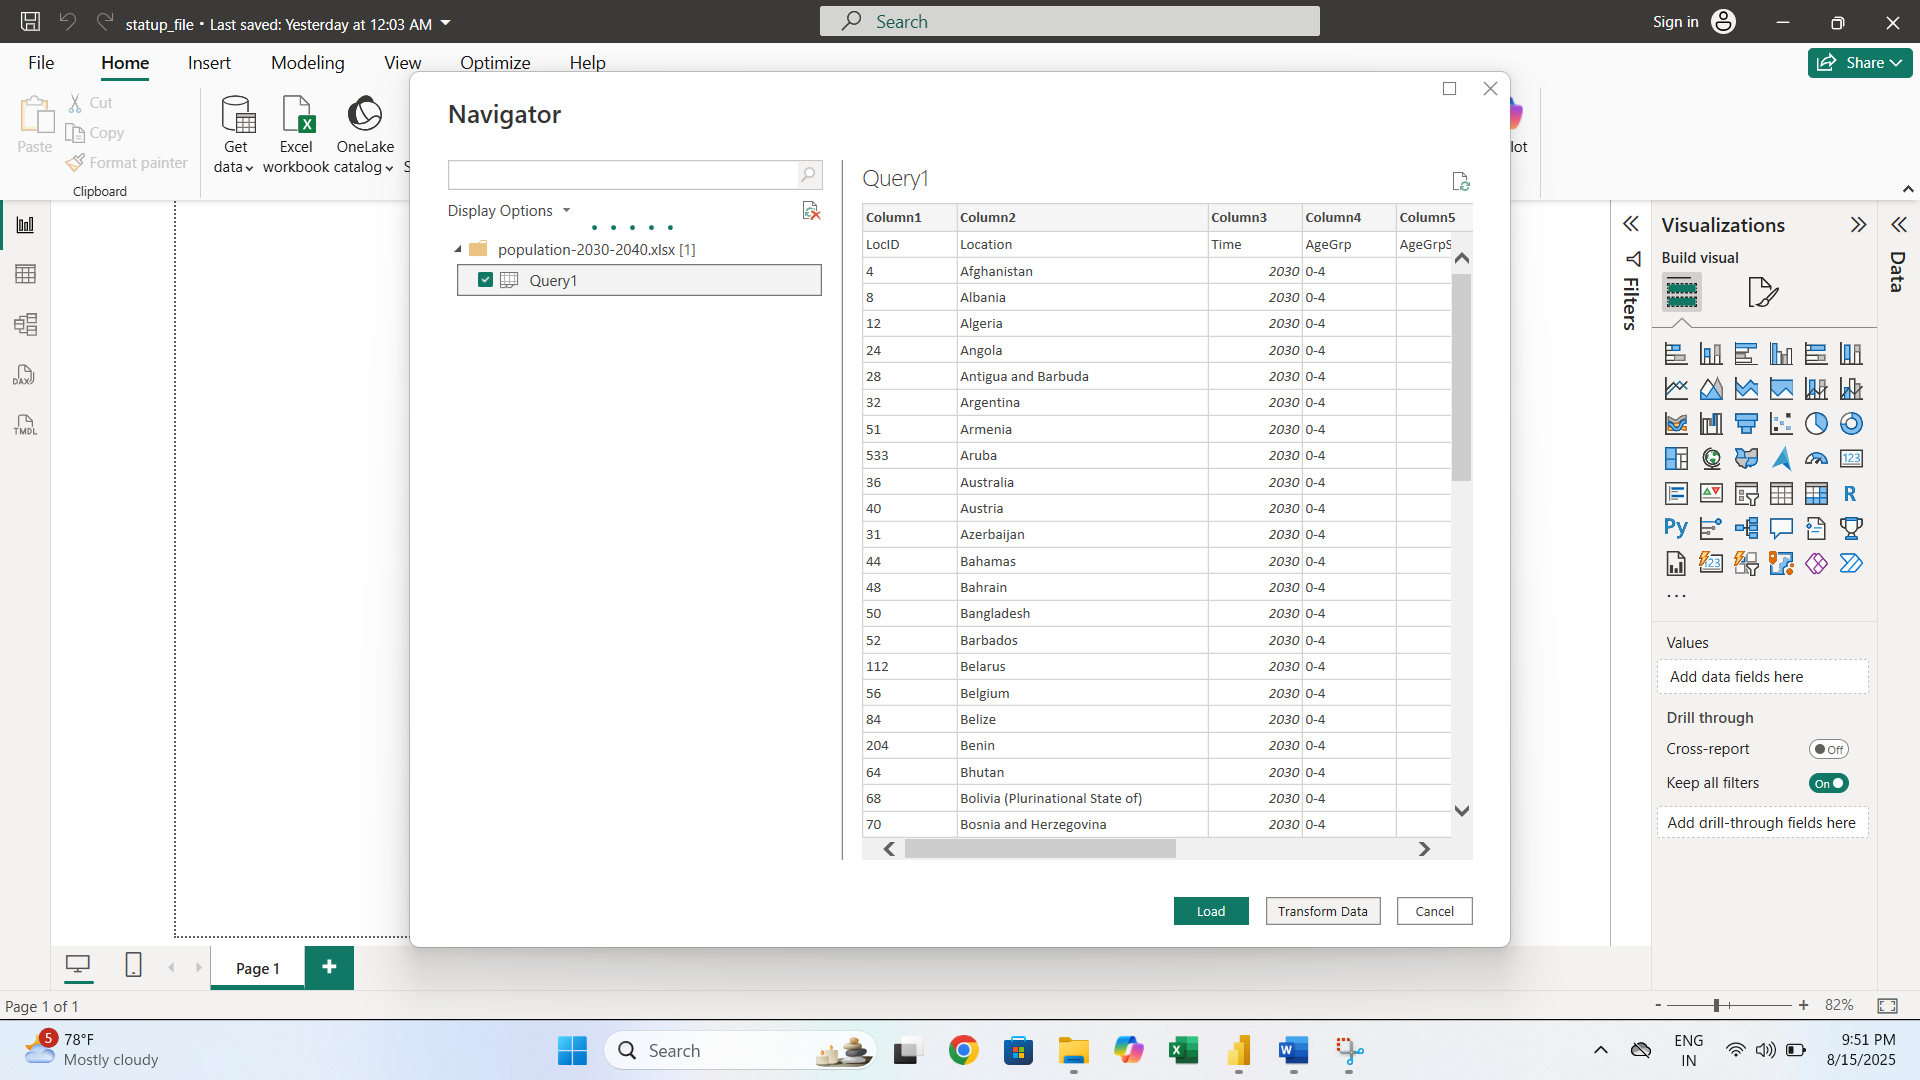 statup_file • Last saved: Yesterday at 12:03 AM
Search
Sign in
File
Home
Insert
Modeling
View
Optimize
Help
Share
Paste
Cut
Copy
Format painter
Clipboard
Get
data
Excel
workbook
OneLake
catalog
S
lot
Navigator
Display Options
population-2030-2040.xlsx [1]
Query1
Query1
Column1 Column2 Column3 Column4 Column5
LocID Location Time AgeGrp AgeGrpS
4 Afghanistan 2030 0-4
8 Albania 2030 0-4
12 Algeria 2030 0-4
24 Angola 2030 0-4
28 Antigua and Barbuda 2030 0-4
32 Argentina 2030 0-4
51 Armenia 2030 0-4
533 Aruba 2030 0-4
36 Australia 2030 0-4
40 Austria 2030 0-4
31 Azerbaijan 2030 0-4
44 Bahamas 2030 0-4
48 Bahrain 2030 0-4
50 Bangladesh 2030 0-4
52 Barbados 2030 0-4
112 Belarus 2030 0-4
56 Belgium 2030 0-4
84 Belize 2030 0-4
204 Benin 2030 0-4
64 Bhutan 2030 0-4
68 Bolivia (Plurinational State of) 2030 0-4
70 Bosnia and Herzegovina 2030 0-4
Load
Transform Data
Cancel
DAX
TMDL
Filters
Visualizations
Build visual
123
R
Py
123
...
Values
Add data fields here
Drill through
Cross-report
Off
Keep all filters
On
Add drill-through fields here
Data
Page 1
Page 1 of 1
- + 82%
5
78°F
Mostly cloudy
Search
ENG
IN
9:51 PM
8/15/2025